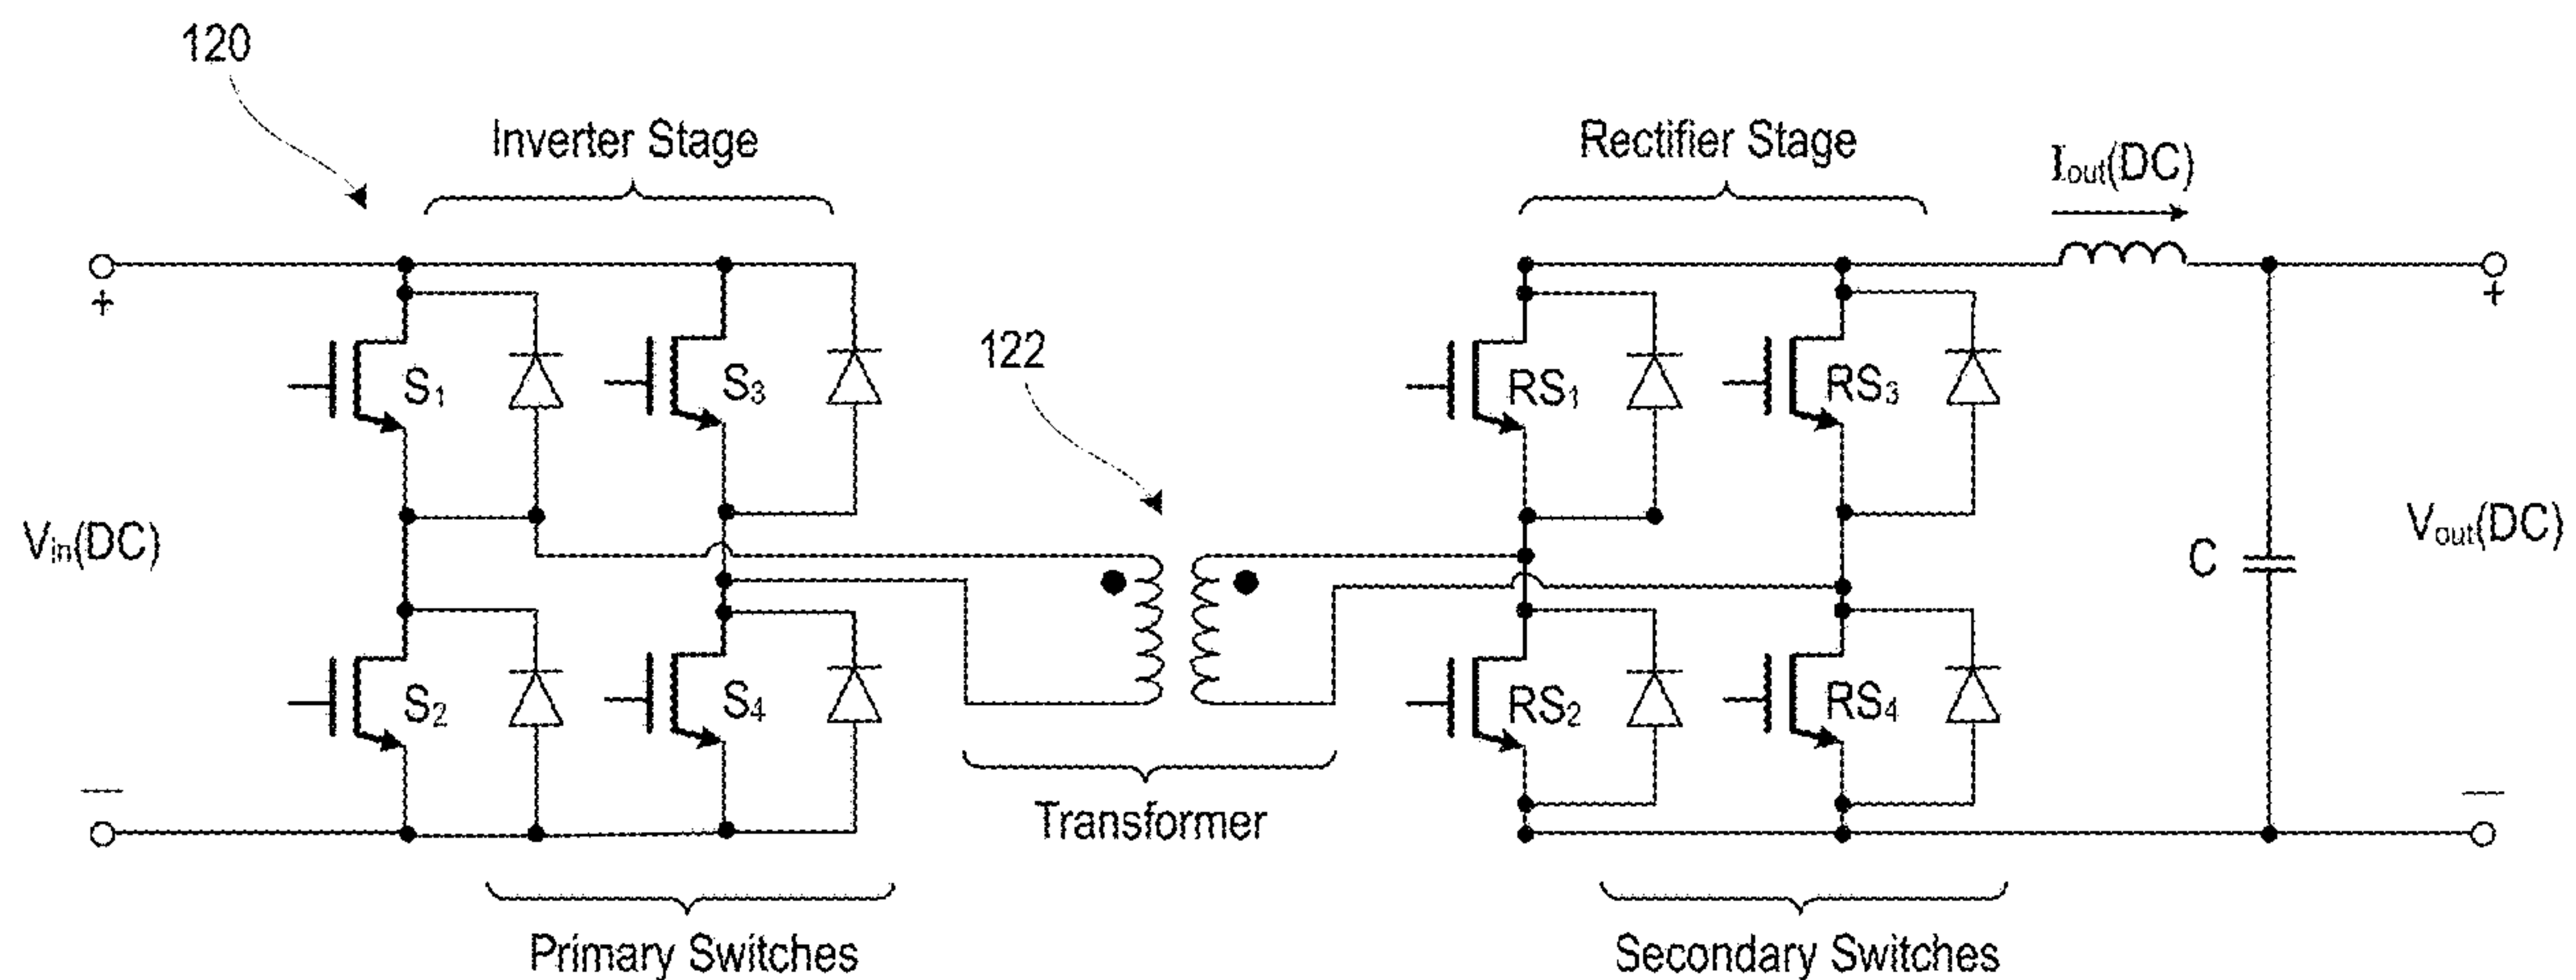 120
Inverter Stage
Rectifier Stage
Iout(DC)
+
+
122
S1
S3
RS1
RS3
Vin(DC)
C
Vout(DC)
S2
S4
RS2
RS4
—
—
Transformer
Primary Switches
Secondary Switches